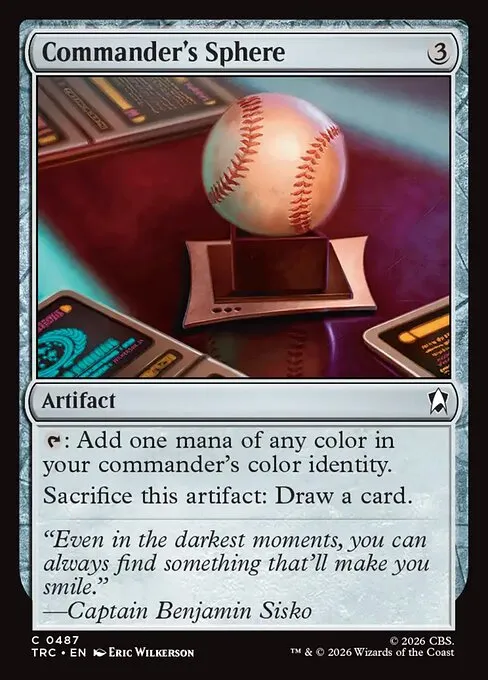 Commander's Sphere 3
Artifact
: Add one mana of any color in
your commander's color identity.
Sacrifice this artifact: Draw a card.
“Even in the darkest moments, you can
always find something that'll make you
smile.”
—Captain Benjamin Sisko
C 0487
TRC • EN Eric Wilkerson
© 2026 CBS.
™ & © 2026 Wizards of the Coast